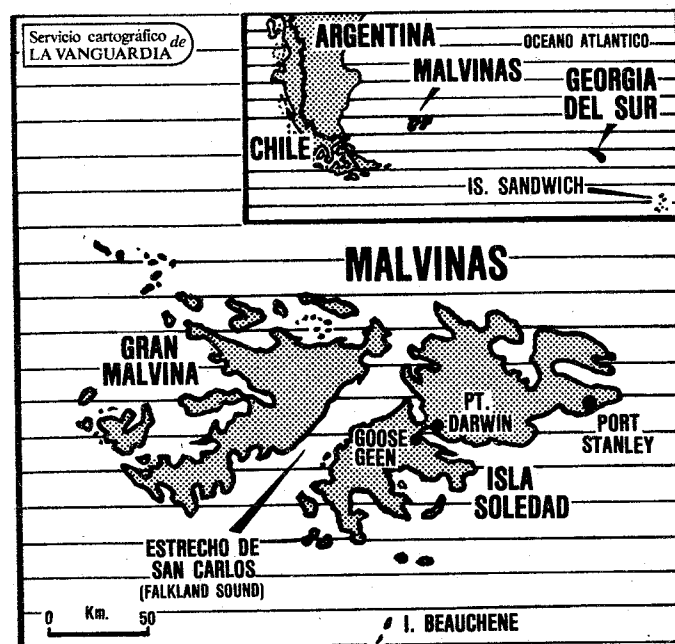 Servicio cartográfico de
LA VANGUARDIA
ARGENTINA
OCEANO ATLANTICO
MALVINAS
GEORGIA
DEL SUR
CHILE
IS. SANDWICH
MALVINAS
GRAN
MALVINA
PT.
DARWIN
PORT
STANLEY
GOOSE
GEEN
ISLA
SOLEDAD
ESTRECHO DE
SAN CARLOS
(FALKLAND SOUND)
0 Km. 50
I. BEAUCHENE